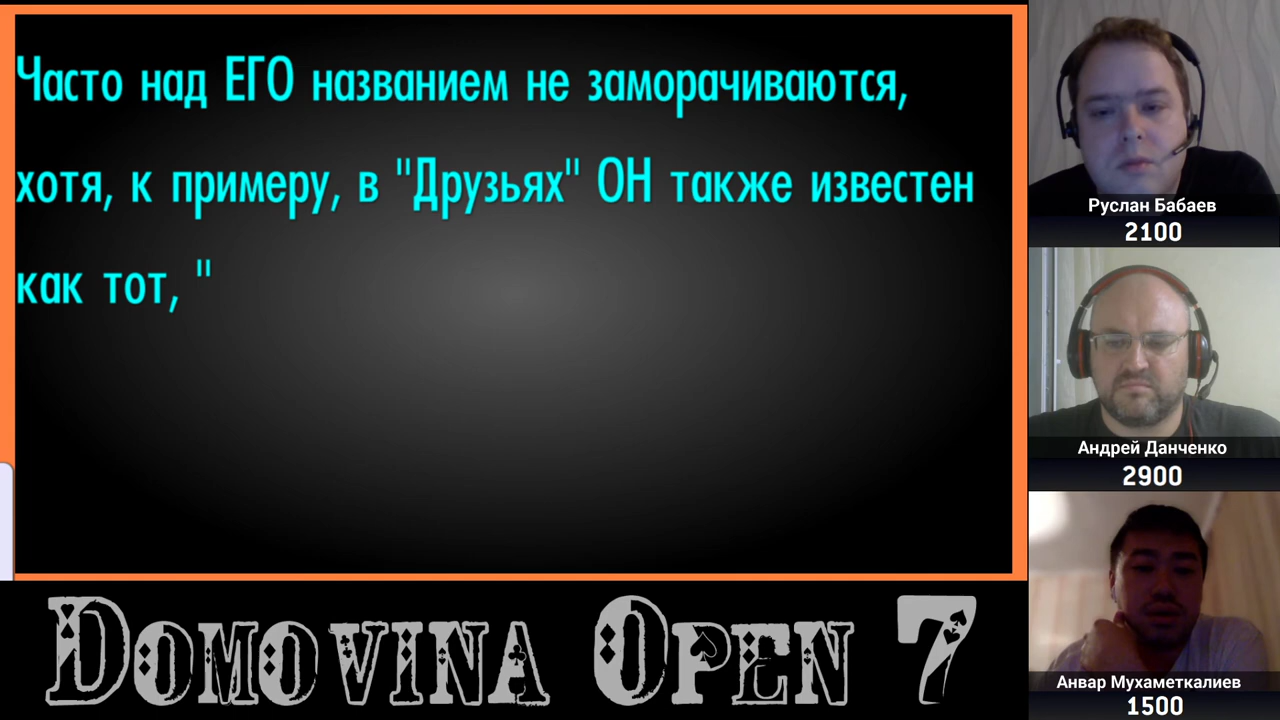 Часто над ЕГО названием не заморачиваются,
хотя, к примеру, в "Друзьях" ОН также известен
как тот, "
Руслан Бабаев
2100
Андрей Данченко
2900
Анвар Мухаметкалиев
1500
Domovina Open 7